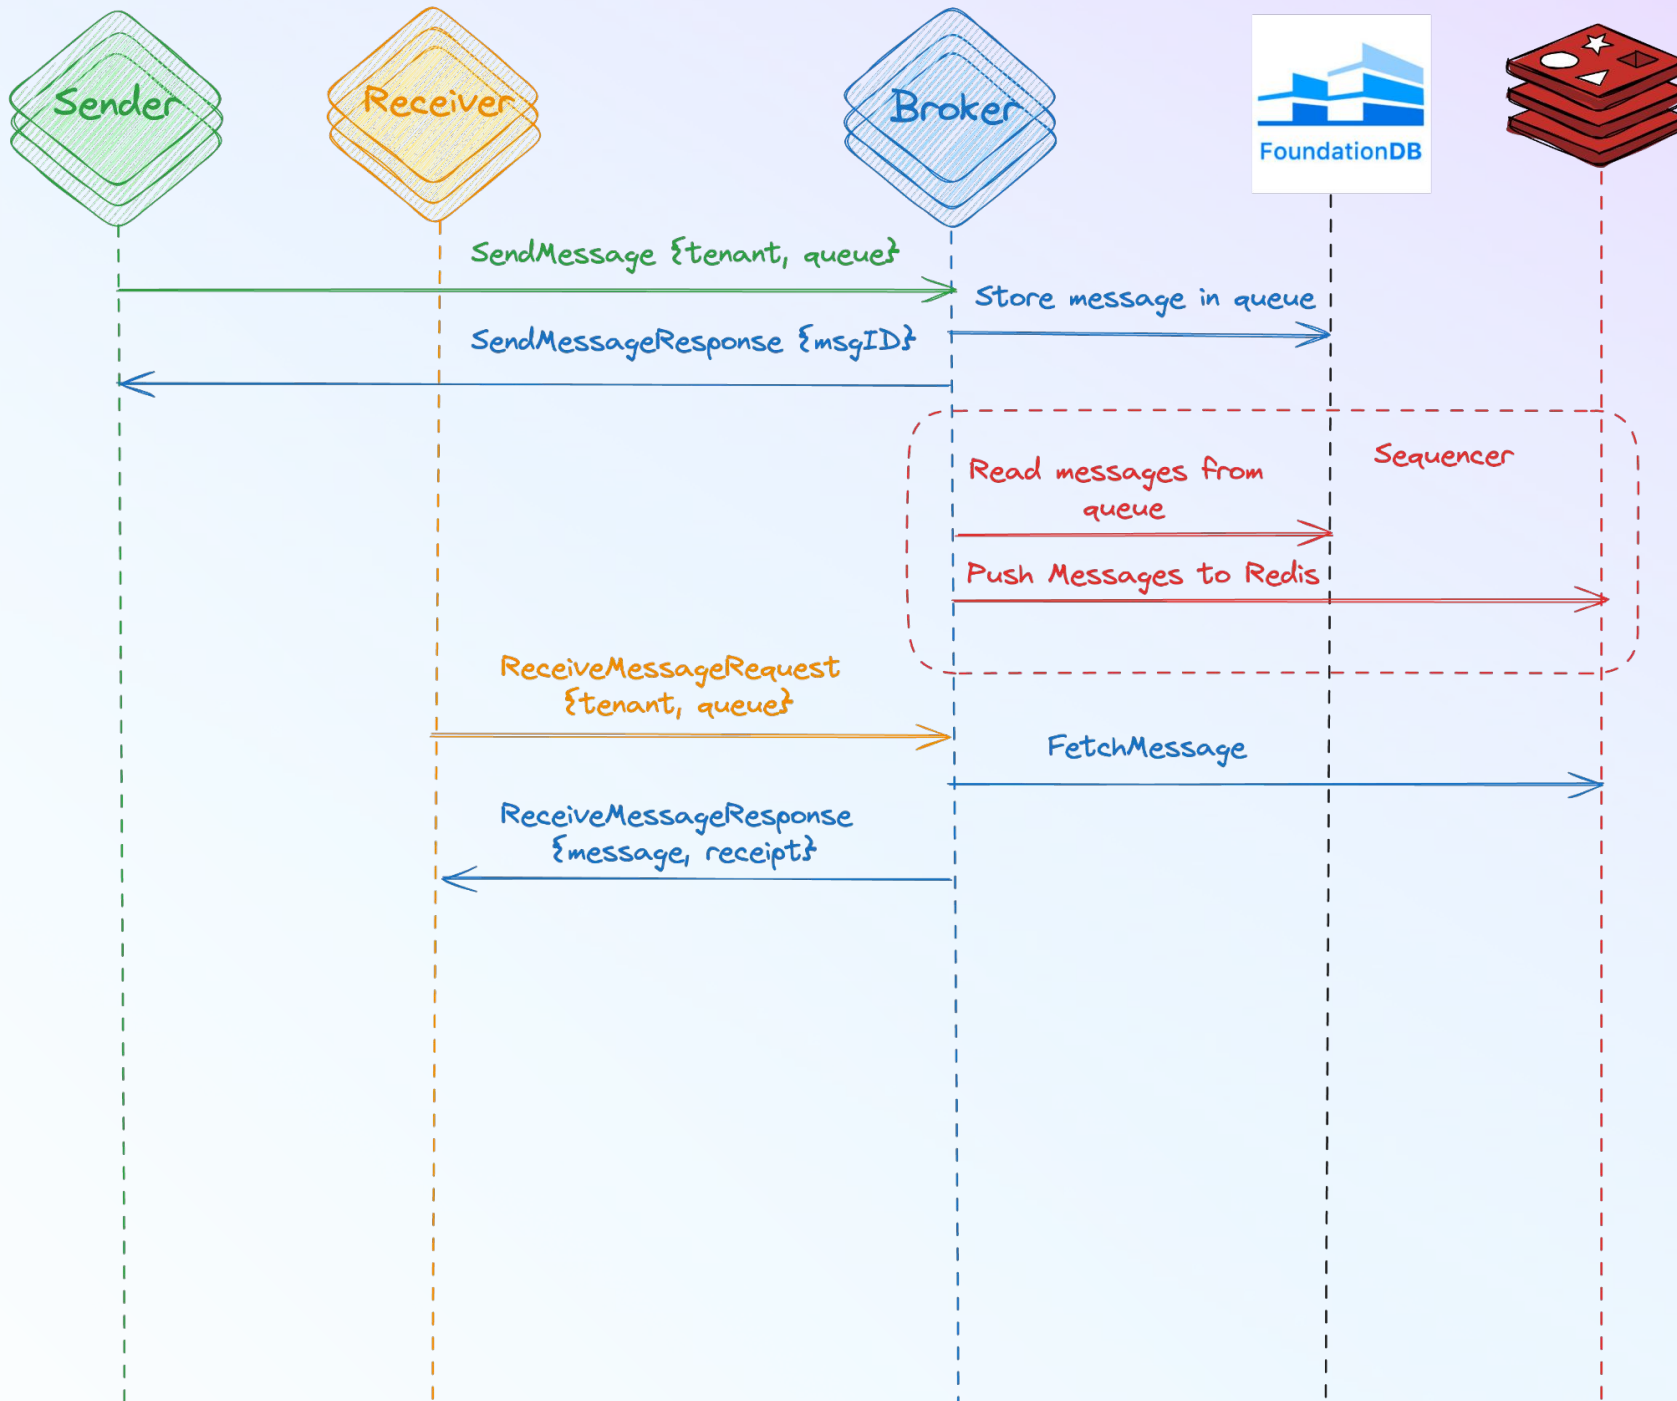 Sender
Receiver
Broker
FoundationDB
SendMessage {tenant, queue}
Store message in queue
SendMessageResponse {msgID}
Sequencer
Read messages from
queue
Push Messages to Redis
ReceiveMessageRequest
{tenant, queue}
FetchMessage
ReceiveMessageResponse
{message, receipt}